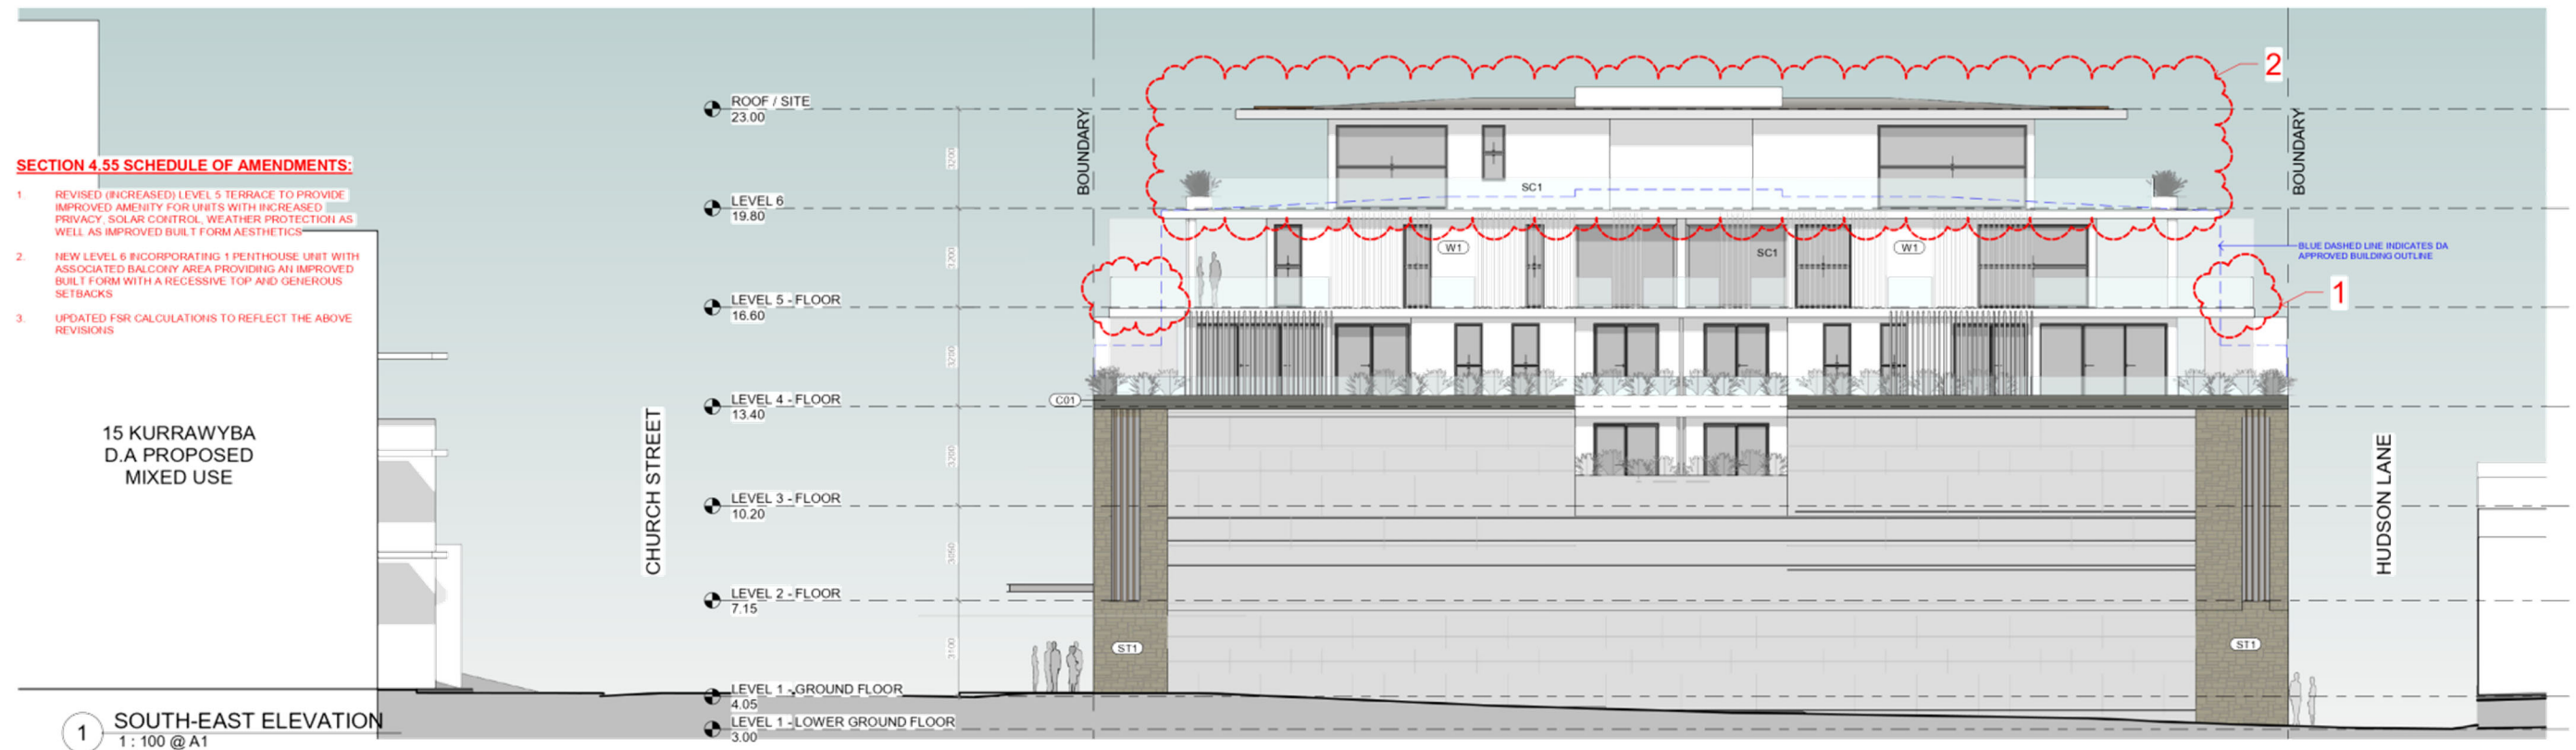 2
ROOF / SITE
23.00
BOUNDARY
BOUNDARY
3200
SECTION 4.55 SCHEDULE OF AMENDMENTS:
1. REVISED (INCREASED) LEVEL 5 TERRACE TO PROVIDE
IMPROVED AMENITY FOR UNITS WITH INCREASED
PRIVACY, SOLAR CONTROL, WEATHER PROTECTION AS
WELL AS IMPROVED BUILT FORM AESTHETICS
2. NEW LEVEL 6 INCORPORATING 1 PENTHOUSE UNIT WITH
ASSOCIATED BALCONY AREA PROVIDING AN IMPROVED
BUILT FORM WITH A RECESSIVE TOP AND GENEROUS
SETBACKS
3. UPDATED FSR CALCULATIONS TO REFLECT THE ABOVE
REVISIONS
SC1
LEVEL 6
19.80
3200
W1
SC1
W1
BLUE DASHED LINE INDICATES DA
APPROVED BUILDING OUTLINE
1
LEVEL 5 - FLOOR
16.60
3200
C01
LEVEL 4 - FLOOR
13.40
15 KURRAWYBA
D.A PROPOSED
MIXED USE
CHURCH STREET
HUDSON LANE
3200
LEVEL 3 - FLOOR
10.20
3050
LEVEL 2 - FLOOR
7.15
3100
ST1
ST1
LEVEL 1 - GROUND FLOOR
4.05
LEVEL 1 - LOWER GROUND FLOOR
3.00
1
SOUTH-EAST ELEVATION
1 : 100 @ A1